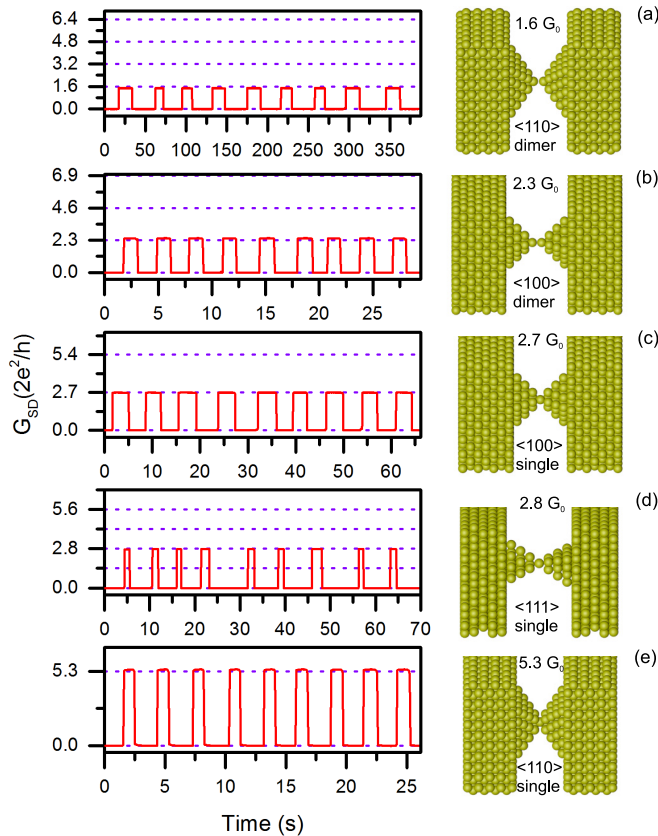 6.4
4.8
3.2
1.6
0.0
0 50 100 150 200 250 300 350
1.6 G₀
(a)
<110>
dimer
6.9
4.6
2.3
0.0
0 5 10 15 20 25
2.3 G₀
(b)
<100>
dimer
5.4
2.7
0.0
0 10 20 30 40 50 60
2.7 G₀
(c)
<100>
single
5.6
2.8
0.0
0 10 20 30 40 50 60 70
2.8 G₀
(d)
<111>
single
5.3
0.0
0 5 10 15 20 25
5.3 G₀
(e)
<110>
single
G_SD(2e²/h)
Time (s)